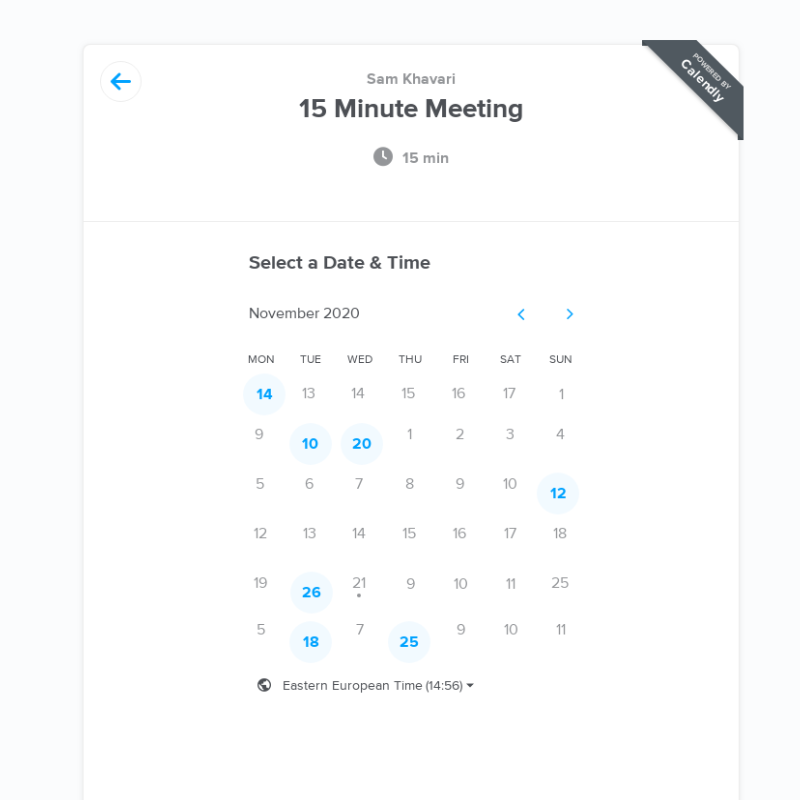 Sam Khavari
POWERED BY
Calendly
15 Minute Meeting
15 min
Select a Date & Time
November 2020
MON TUE WED THU FRI SAT SUN
14 13 14 15 16 17 1
9 10 20 1 2 3 4
5 6 7 8 9 10 12
12 13 14 15 16 17 18
19 26 21 9 10 11 25
5 18 7 25 9 10 11
Eastern European Time (14:56)